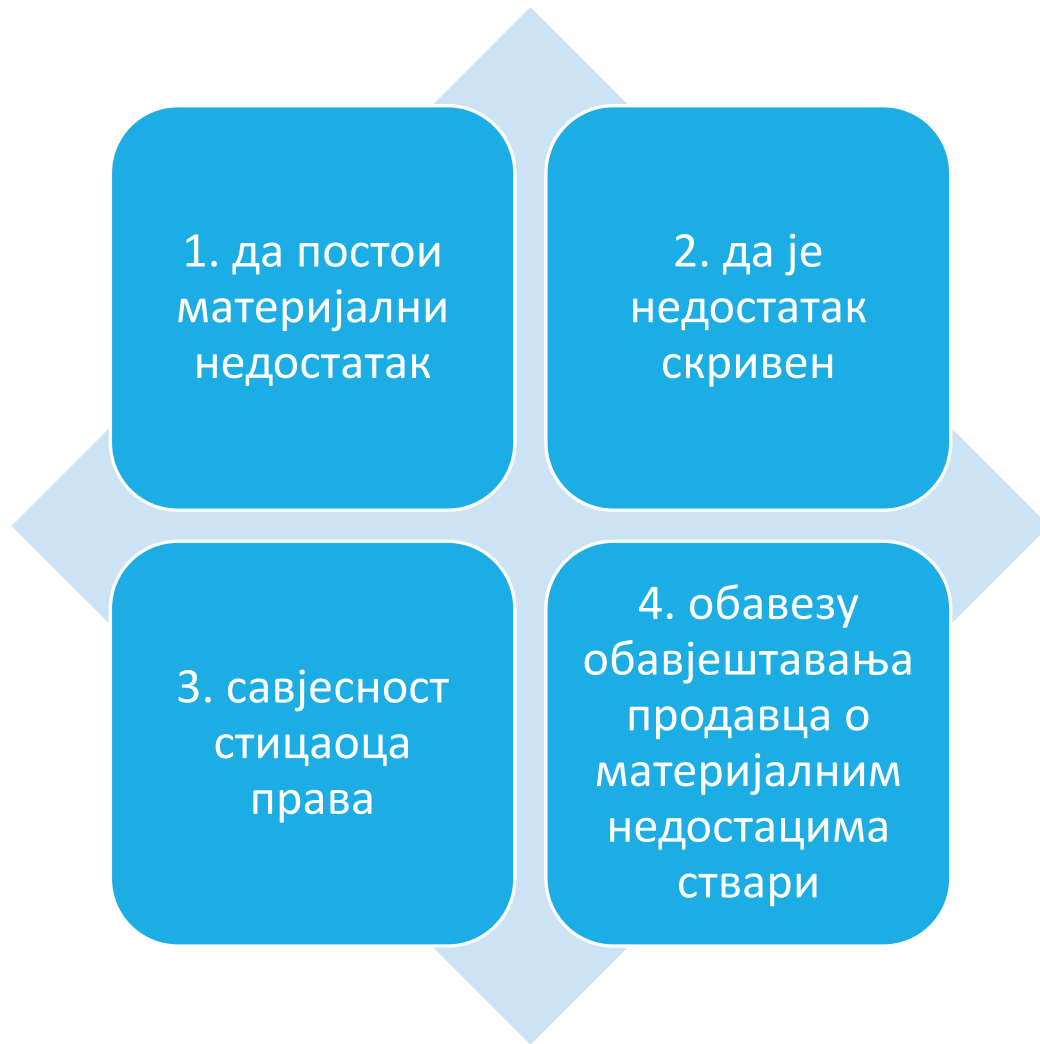 1. да постои
материјални
недостатак
2. да је
недостатак
скривен
3. савјесност
стицаоца
права
4. обавезу
обавјештавања
продавца о
материјалним
недостацима
ствари